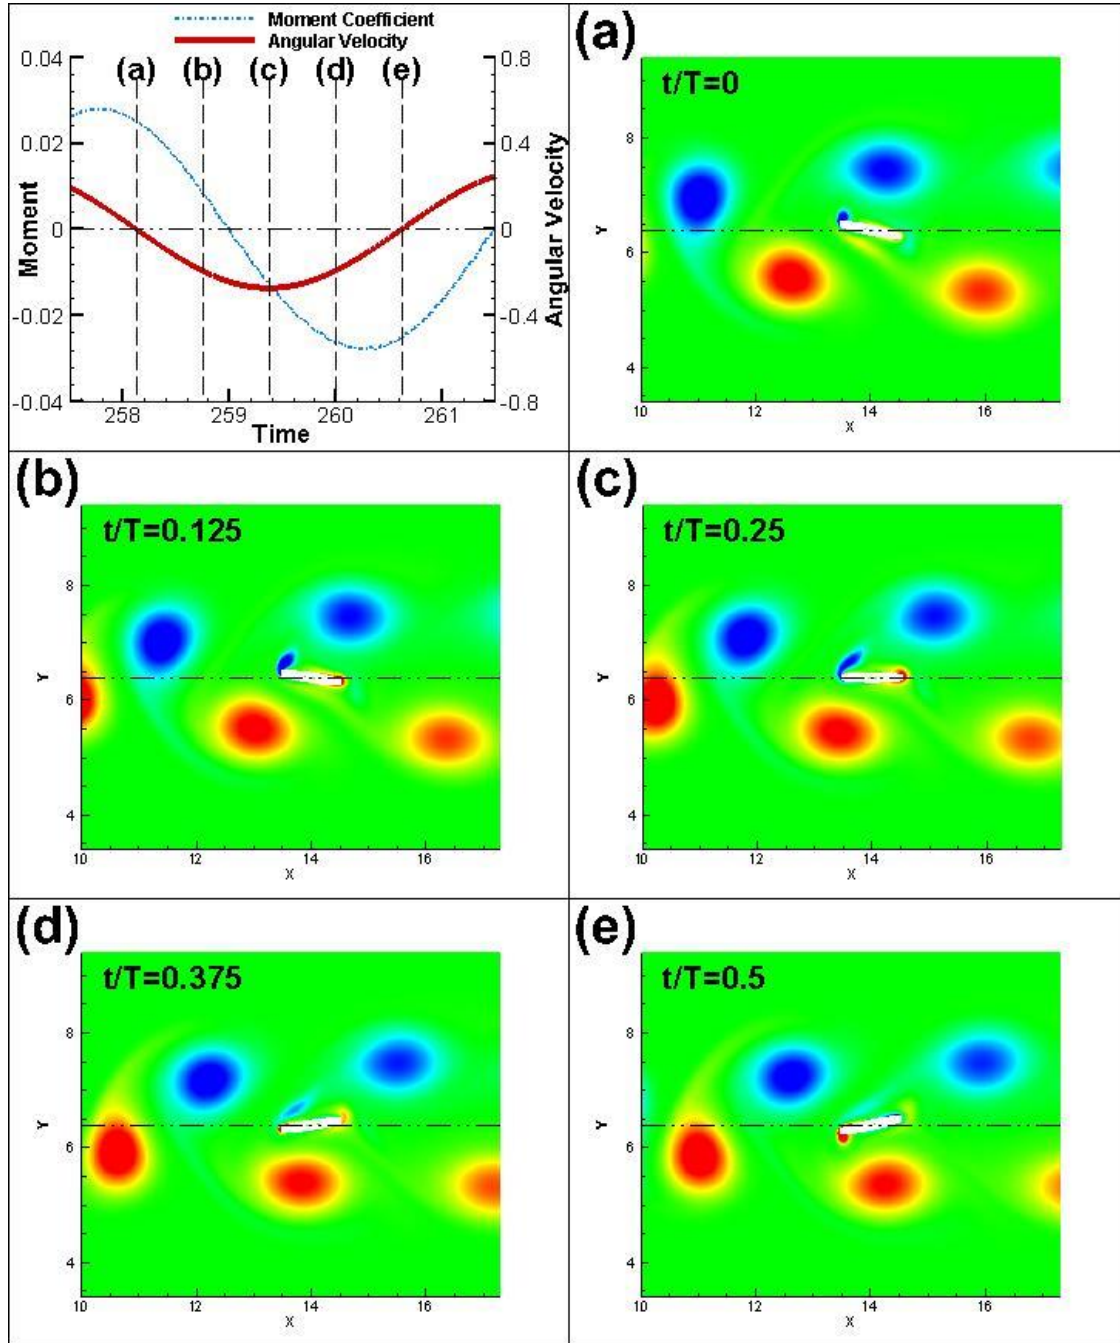 Moment Coefficient
Angular Velocity
(a) (b) (c) (d) (e)
0.04 0.8
0.02 0.4
0 0
-0.02 -0.4
-0.04 -0.8
258 259 260 261
Time
Moment
Angular Velocity
(a)
t/T=0
8
6
4
Y
10 12 14 16
X
(b)
t/T=0.125
8
6
4
Y
10 12 14 16
X
(c)
t/T=0.25
8
6
4
Y
10 12 14 16
X
(d)
t/T=0.375
8
6
4
Y
10 12 14 16
X
(e)
t/T=0.5
8
6
4
Y
10 12 14 16
X